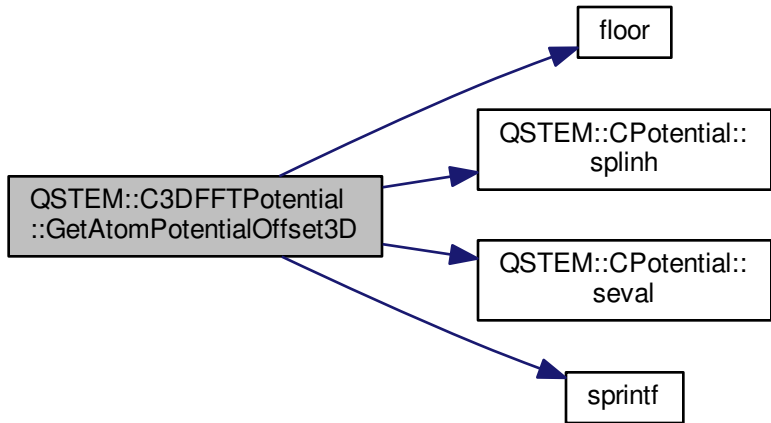 floor
QSTEM::CPotential::
splinh
QSTEM::C3DFFTPotential
::GetAtomPotentialOffset3D
QSTEM::CPotential::
seval
sprintf